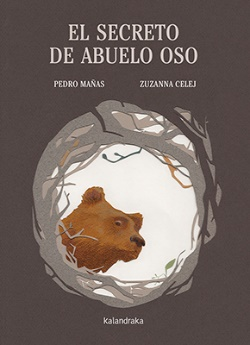 EL SECRETO
DE ABUELO OSO
PEDRO MAÑAS ZUZANNA CELEJ
kalandraka